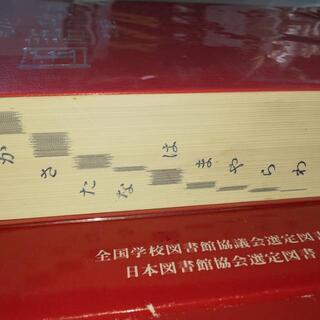 か
さ
た
な
は
ま
や
ら
わ
全国学校図書館協議会選定図書
日本図書館協会選定図書